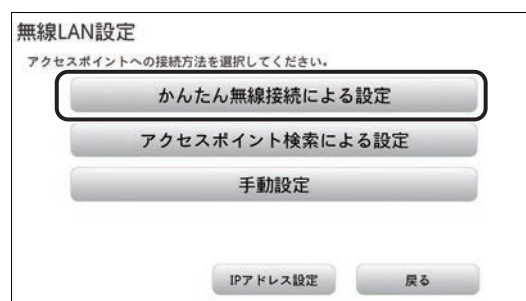 無線LAN設定
アクセスポイントへの接続方法を選択してください。
かんたん無線接続による設定
アクセスポイント検索による設定
手動設定
IPアドレス設定
戻る